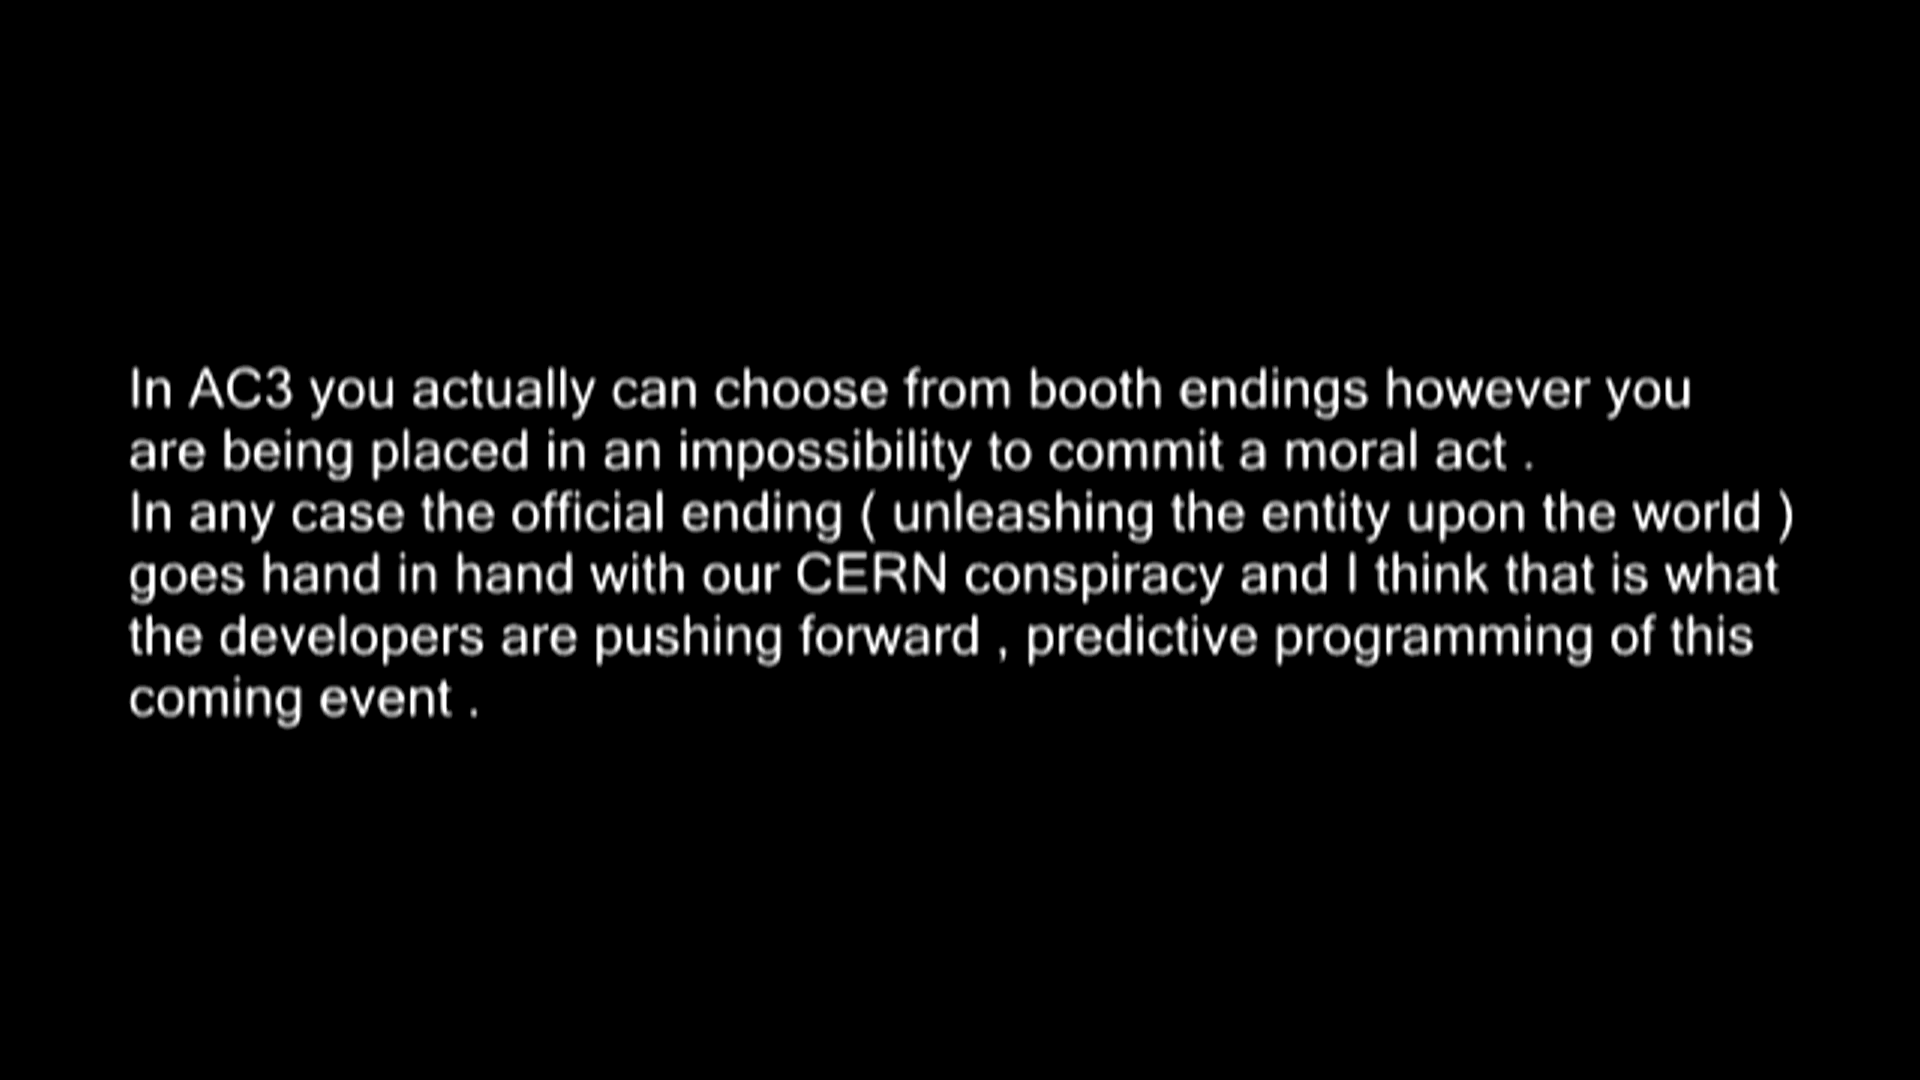 In AC3 you actually can choose from booth endings however you
are being placed in an impossibility to commit a moral act .
In any case the official ending ( unleashing the entity upon the world )
goes hand in hand with our CERN conspiracy and I think that is what
the developers are pushing forward , predictive programming of this
coming event .